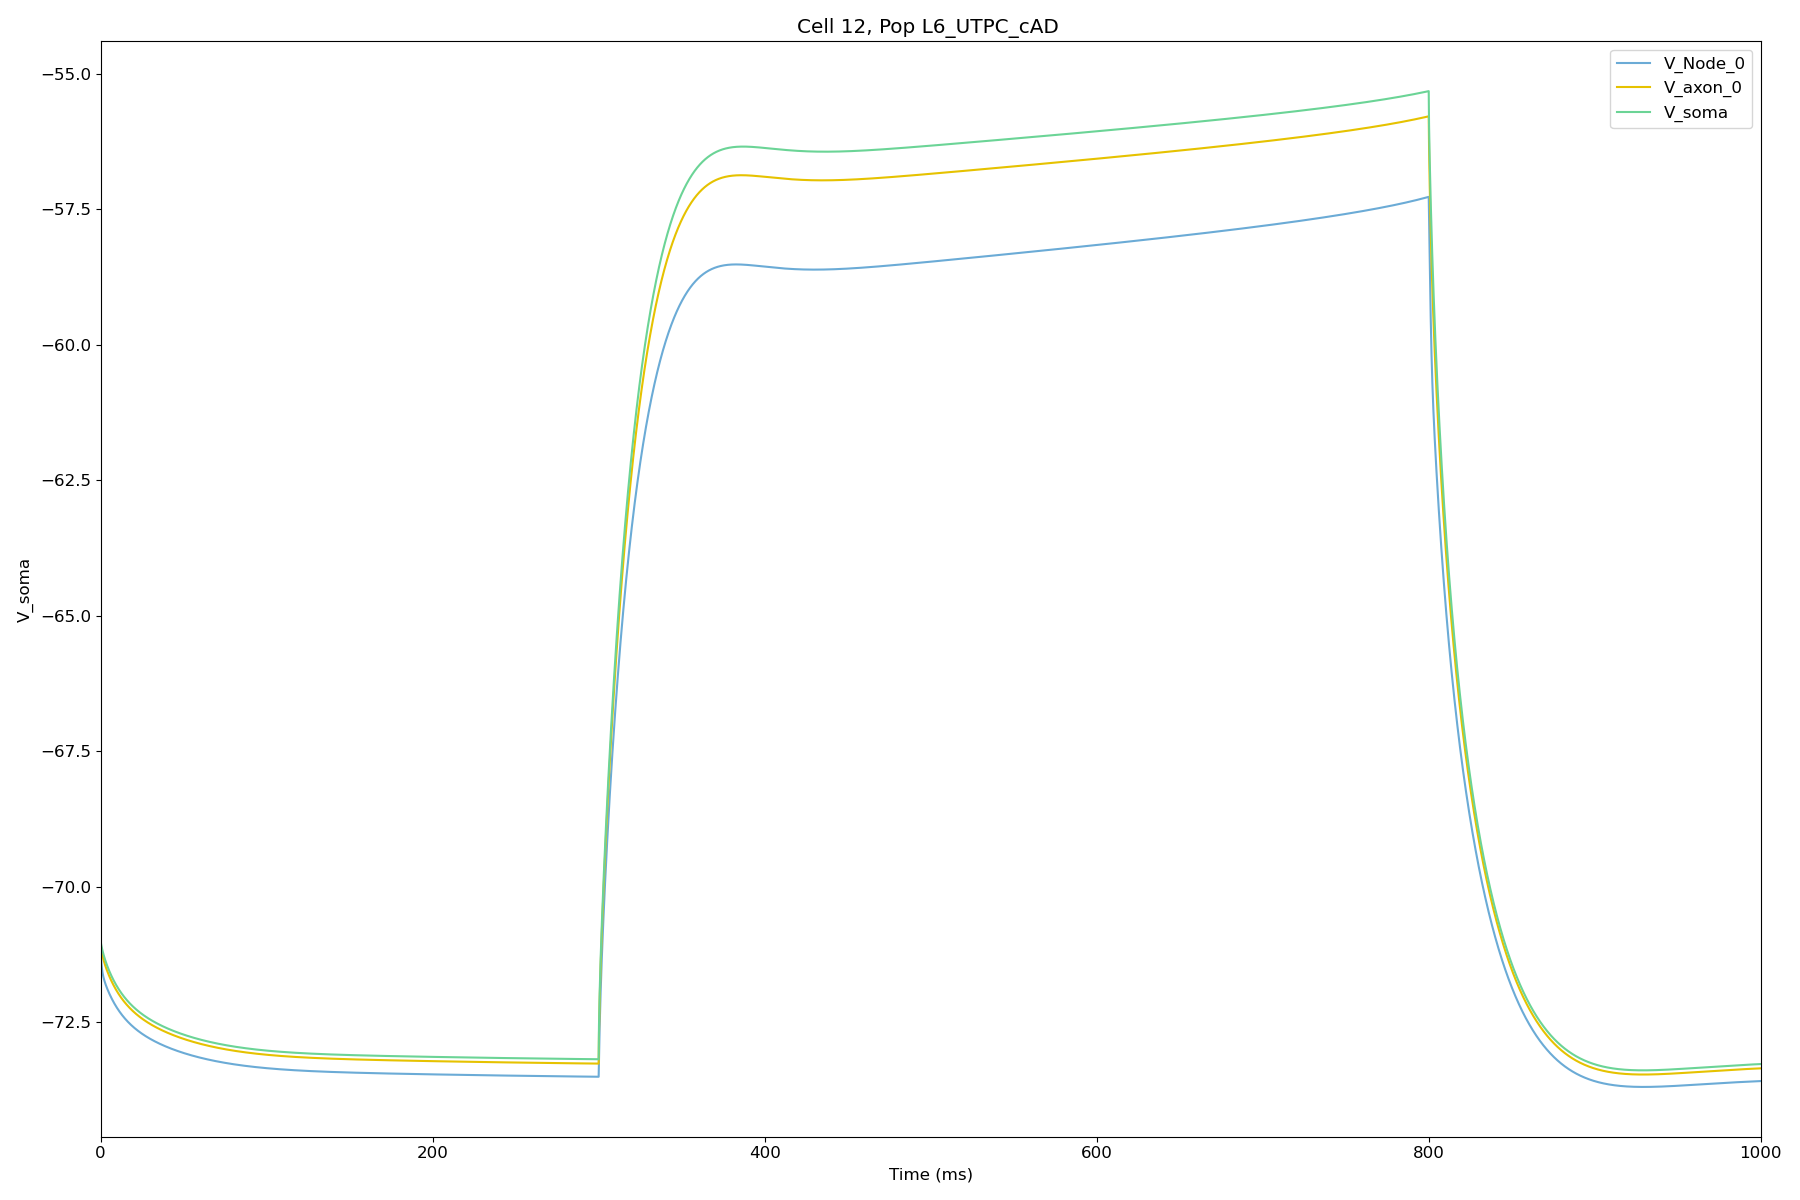 Cell 12, Pop L6_UTPC_cAD
V_Node_0
V_axon_0
V_soma
−55.0
−57.5
−60.0
−62.5
−65.0
−67.5
−70.0
−72.5
V_soma
0
200
400
600
800
1000
Time (ms)